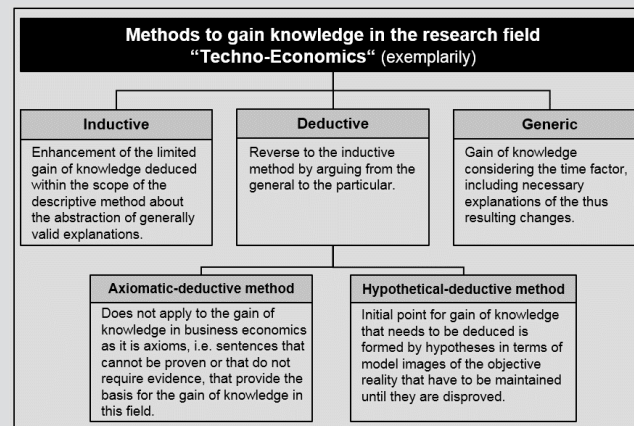 Methods to gain knowledge in the research field
“Techno-Economics“ (exemplarily)
Inductive
Enhancement of the limited
gain of knowledge deduced
within the scope of the
descriptive method about
the abstraction of generally
valid explanations.
Deductive
Reverse to the inductive
method by arguing from the
general to the particular.
Generic
Gain of knowledge
considering the time factor,
including necessary
explanations of the thus
resulting changes.
Axiomatic-deductive method
Does not apply to the gain of
knowledge in business economics
as it is axioms, i.e. sentences that
cannot be proven or that do not
require evidence, that provide the
basis for the gain of knowledge in
this field.
Hypothetical-deductive method
Initial point for gain of knowledge
that needs to be deduced is
formed by hypotheses in terms of
model images of the objective
reality that have to be maintained
until they are disproved.